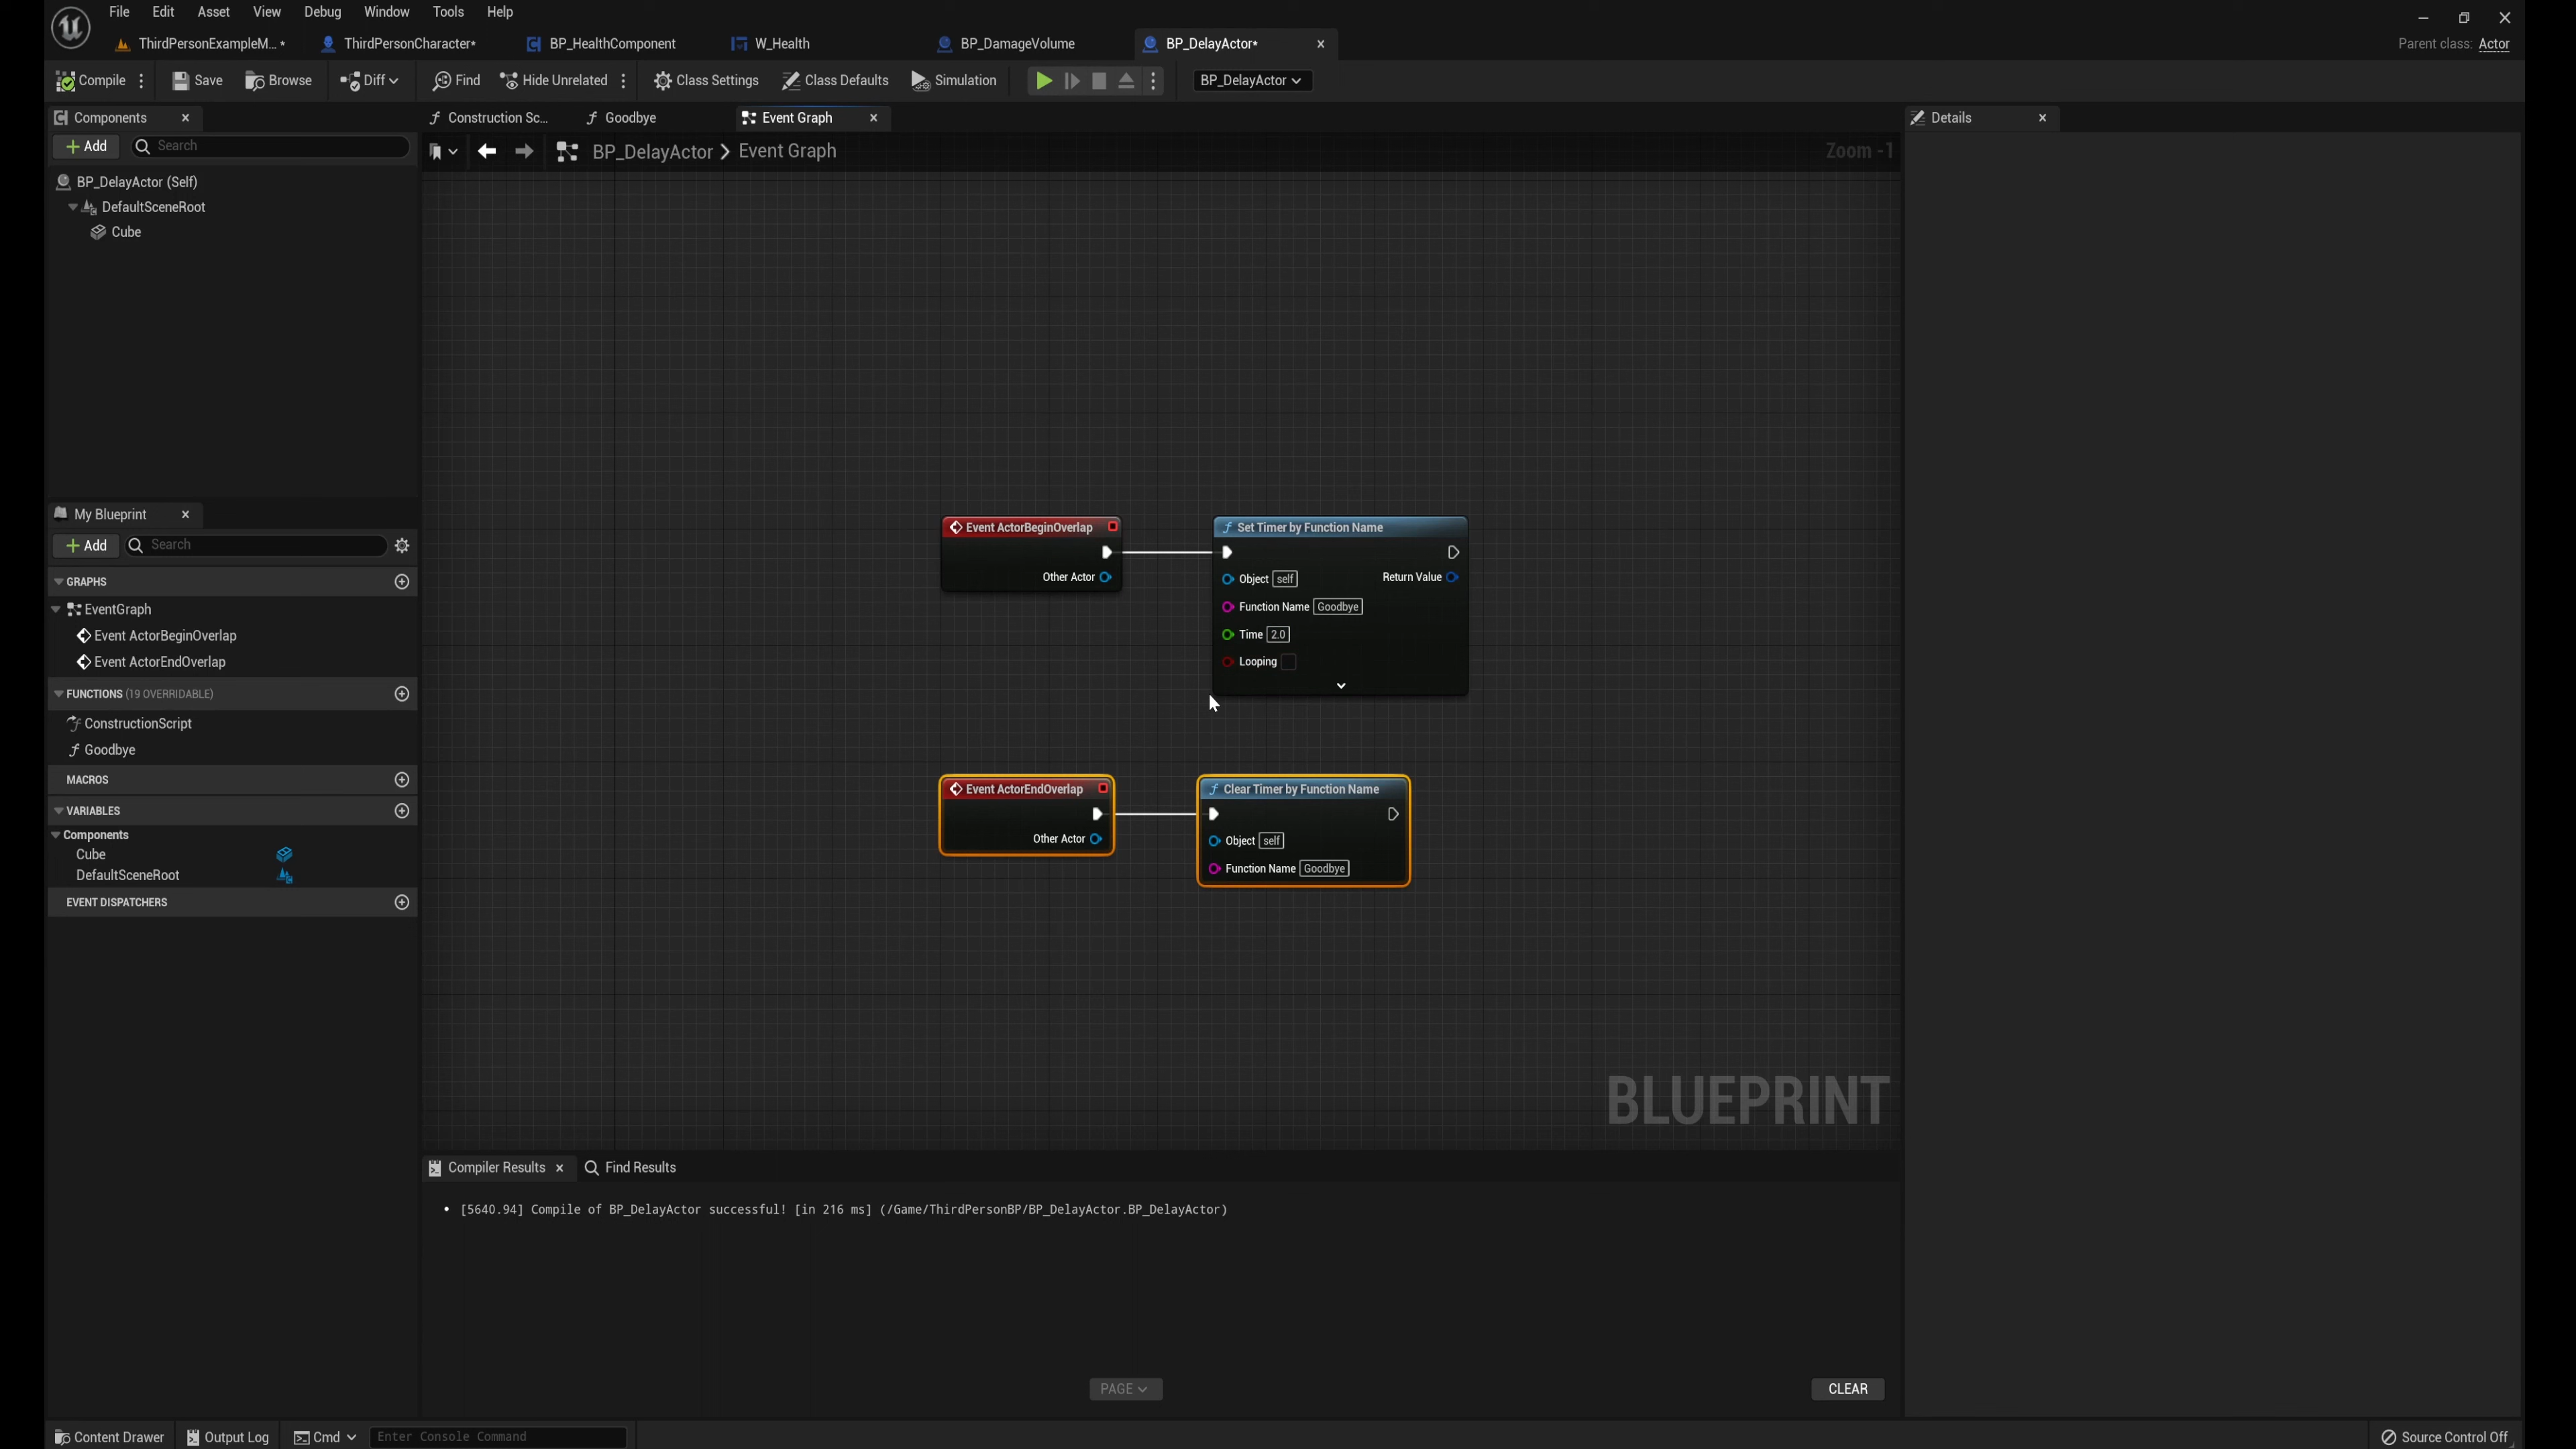 File Edit Asset View Debug Window Tools Help
ThirdPersonExampleM... * ThirdPersonCharacter* BP_HealthComponent W_Health BP_DamageVolume BP_DelayActor* Parent class: Actor
Compile Save Browse Diff Find Hide Unrelated Class Settings Class Defaults Simulation BP_DelayActor
Components
Add Search
BP_DelayActor (Self)
DefaultSceneRoot
Cube
Construction Sc... Goodbye Event Graph
BP_DelayActor > Event Graph Zoom -1
Details
My Blueprint
Add Search
GRAPHS
EventGraph
Event ActorBeginOverlap
Event ActorEndOverlap
FUNCTIONS (19 OVERRIDABLE)
ConstructionScript
Goodbye
MACROS
VARIABLES
Components
Cube
DefaultSceneRoot
EVENT DISPATCHERS
Event ActorBeginOverlap
Other Actor
Set Timer by Function Name
Object self Return Value
Function Name Goodbye
Time 2.0
Looping
Event ActorEndOverlap
Other Actor
Clear Timer by Function Name
Object self
Function Name Goodbye
BLUEPRINT
Compiler Results Find Results
• [5640.94] Compile of BP_DelayActor successful! [in 216 ms] (/Game/ThirdPersonBP/BP_DelayActor.BP_DelayActor)
PAGE CLEAR
Content Drawer Output Log Cmd Enter Console Command Source Control Off